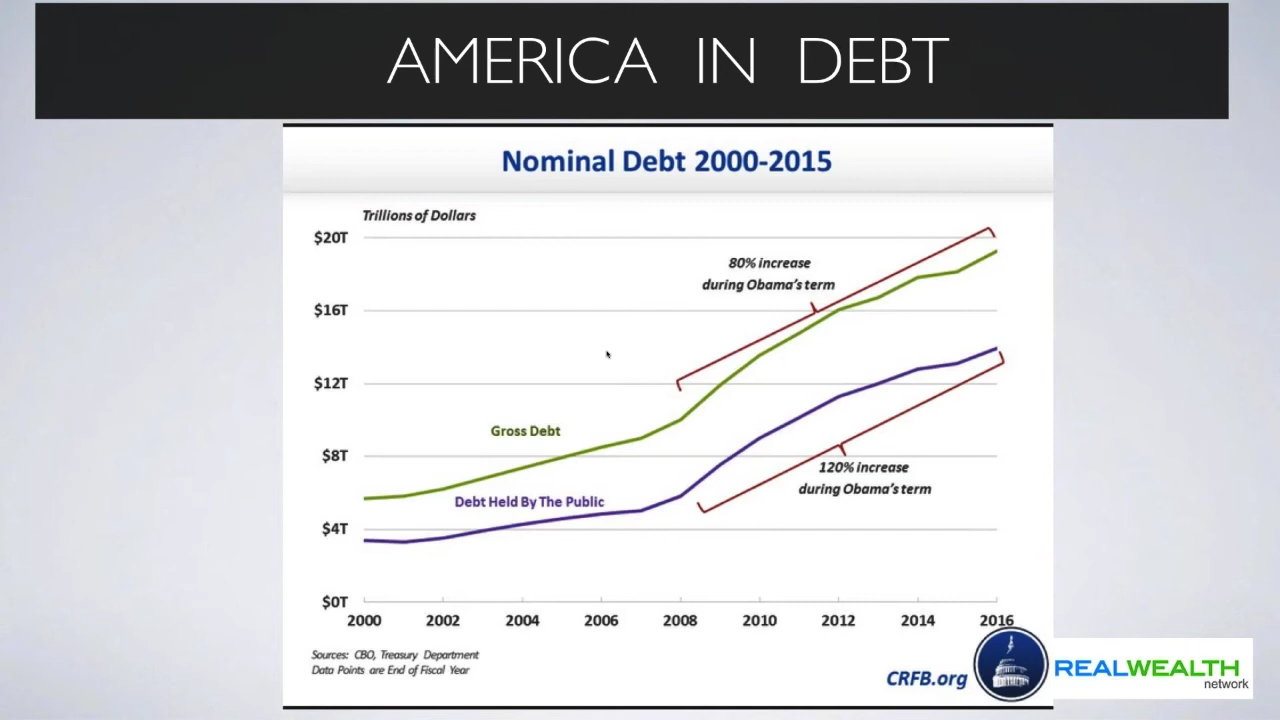 AMERICA IN DEBT
Nominal Debt 2000-2015
Trillions of Dollars
$20T
80% increase
during Obama's term
$16T
$12T
Gross Debt
$8T
120% increase
during Obama's term
Debt Held By The Public
$4T
$0T
2000 2002 2004 2006 2008 2010 2012 2014 2016
Sources: CBO, Treasury Department
Data Points are End of Fiscal Year
CRFB.org
REALWEALTH
network